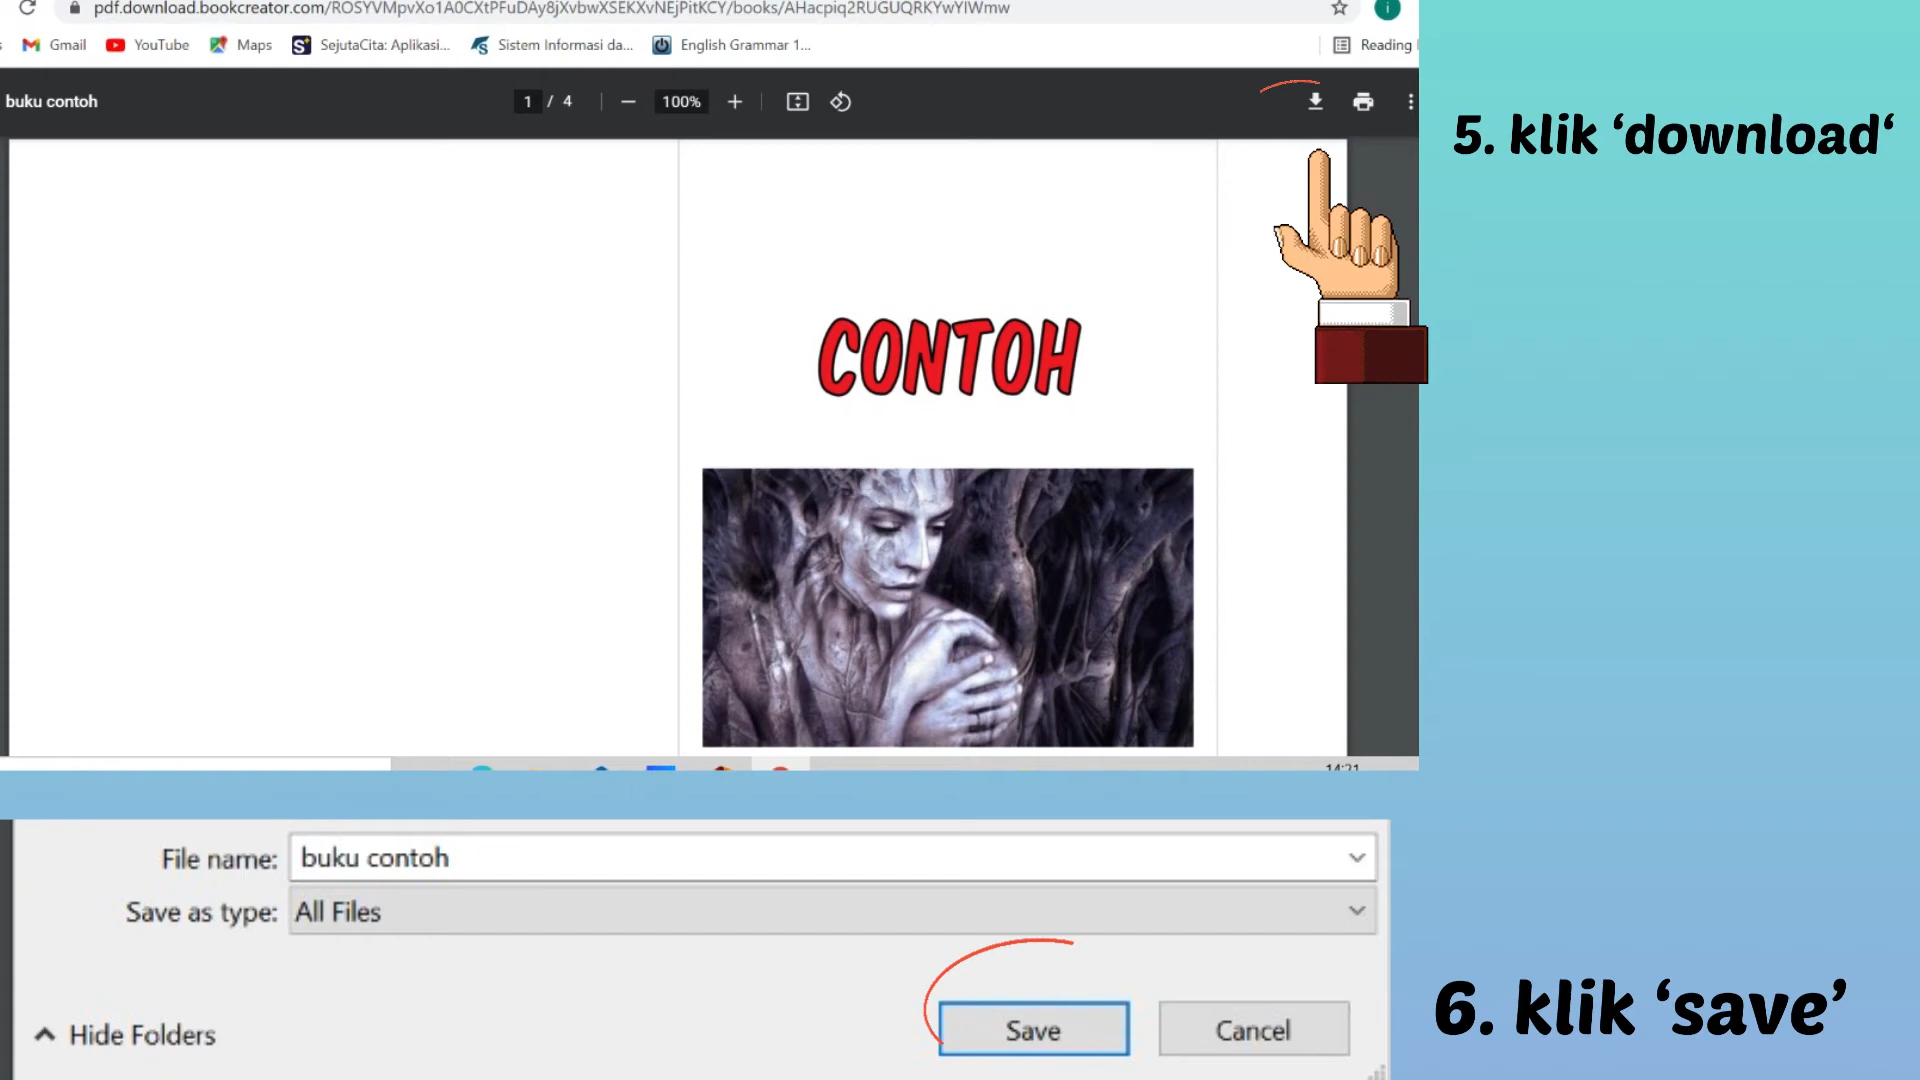 pdf.download.bookcreator.com/ROSYVMpvXo1A0CXtPFuDAy8jXvbwXSEKXvNEjPitKCY/books/AHacpiq2RUGUQRKYwYIWmw
i
Gmail YouTube Maps SejutaCita: Aplikasi... Sistem Informasi da... English Grammar 1... Reading
buku contoh 1 / 4 100%
5. klik ‘download‘
CONTOH
14:21
File name: buku contoh
Save as type: All Files
Hide Folders Save Cancel
6. klik ‘save’